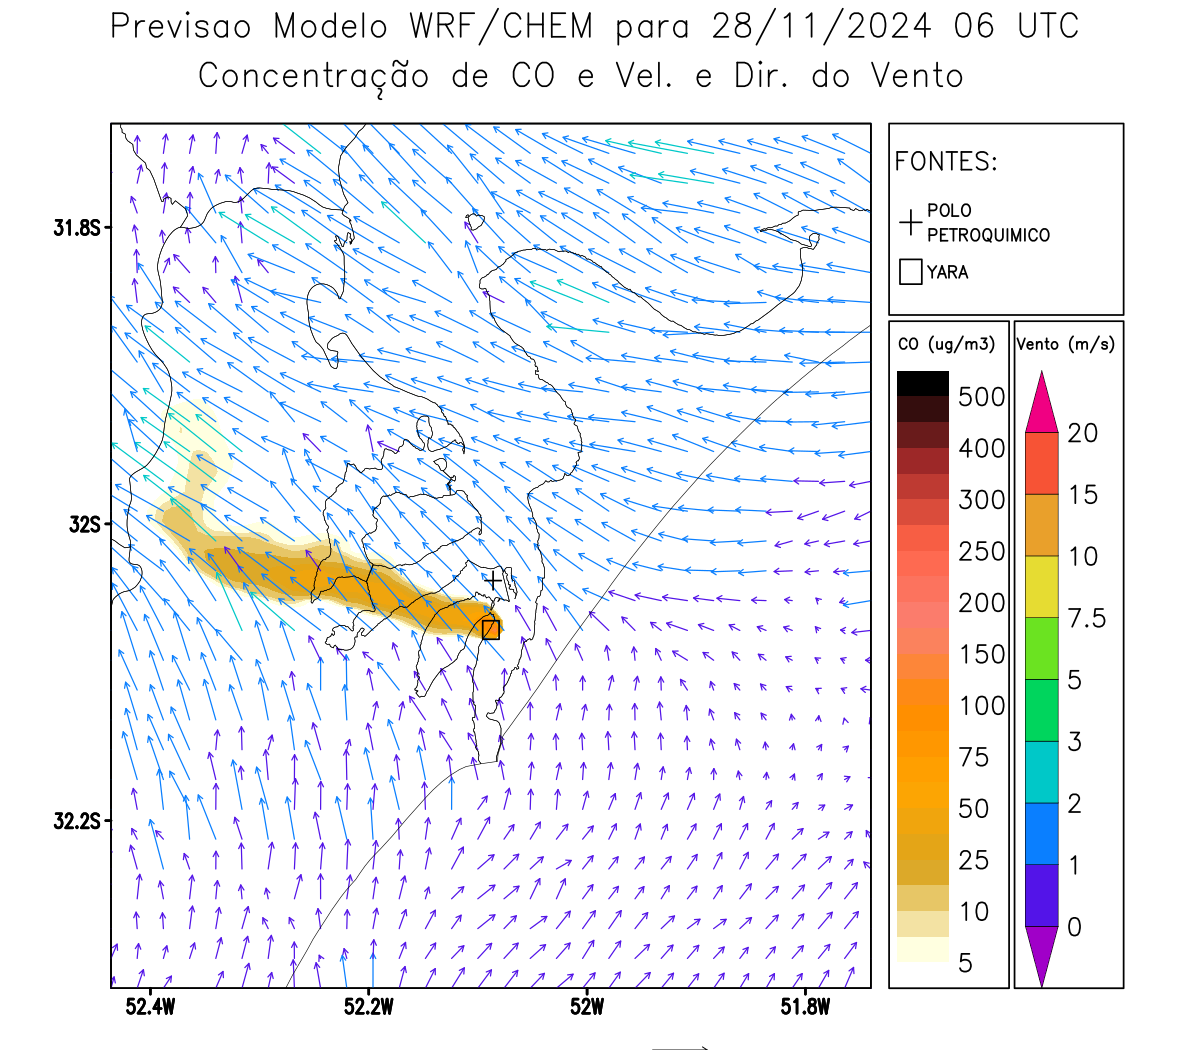 Previsao Modelo WRF/CHEM para 28/11/2024 06 UTC
Concentração de CO e Vel. e Dir. do Vento
FONTES:
POLO
PETROQUIMICO
YARA
31.8S
32S
32.2S
52.4W
52.2W
52W
51.8W
CO (ug/m3)
500
400
300
250
200
150
100
75
50
25
10
5
Vento (m/s)
20
15
10
7.5
5
3
2
1
0